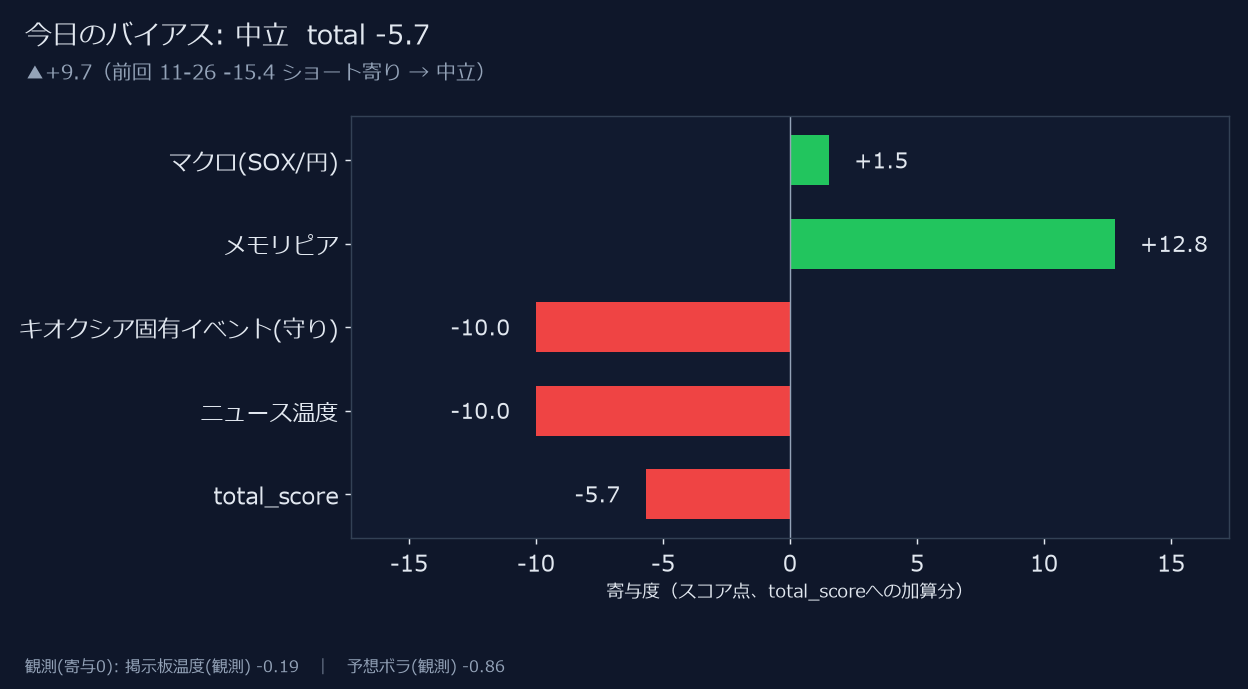 今日のバイアス: 中立  total -5.7
▲+9.7（前回 11-26 -15.4 ショート寄り → 中立）
マクロ(SOX/円)
+1.5
メモリピア
+12.8
キオクシア固有イベント(守り)
-10.0
ニュース温度
-10.0
total_score
-5.7
-15 -10 -5 0 5 10 15
寄与度（スコア点、total_scoreへの加算分）
観測(寄与0): 掲示板温度(観測) -0.19 ｜ 予想ボラ(観測) -0.86